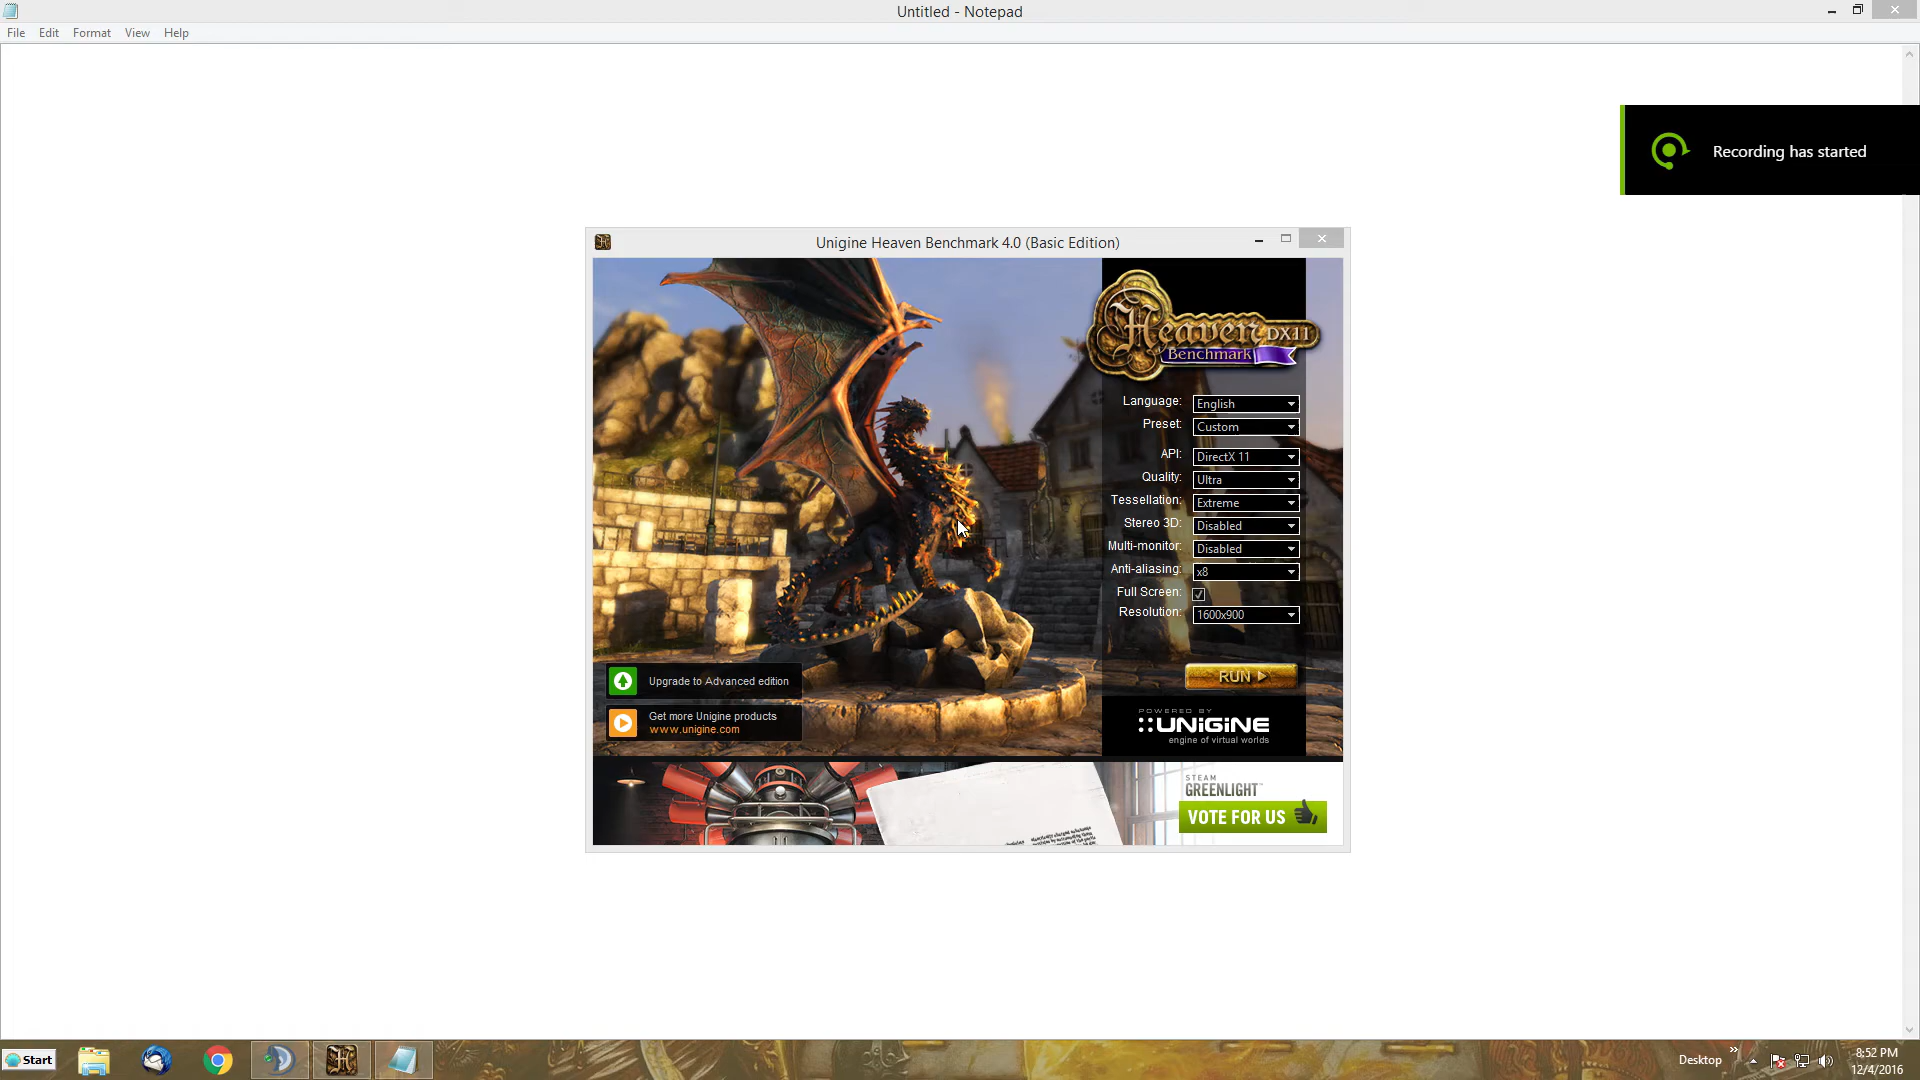 Untitled - Notepad
File Edit Format View Help
Recording has started
Unigine Heaven Benchmark 4.0 (Basic Edition)
Heaven DX11
Benchmark
Language: English
Preset: Custom
API: DirectX 11
Quality: Ultra
Tessellation: Extreme
Stereo 3D: Disabled
Multi-monitor: Disabled
Anti-aliasing: x8
Full Screen:
Resolution: 1600x900
RUN
Upgrade to Advanced edition
Get more Unigine products
www.unigine.com
POWERED BY
UNiGiNE
engine of virtual worlds
STEAM
GREENLIGHT™
VOTE FOR US
Start
Desktop
8:52 PM
12/4/2016